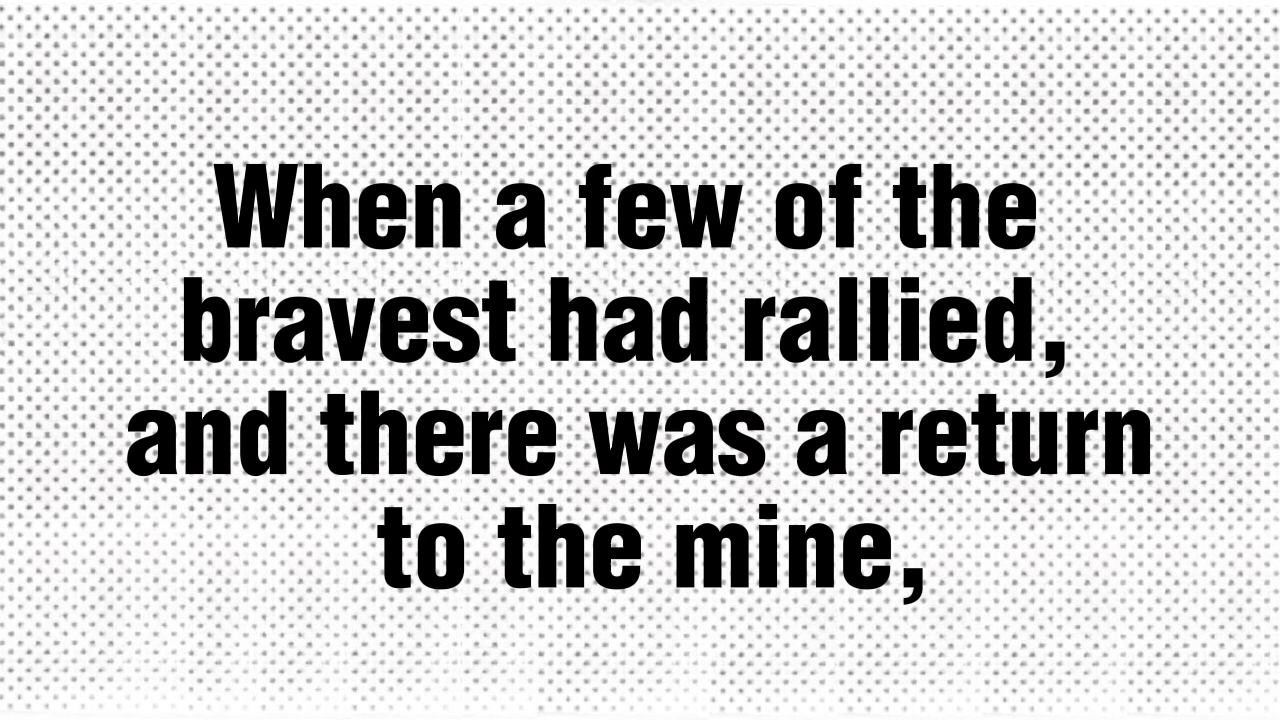 When a few of the
bravest had rallied,
and there was a return
to the mine,